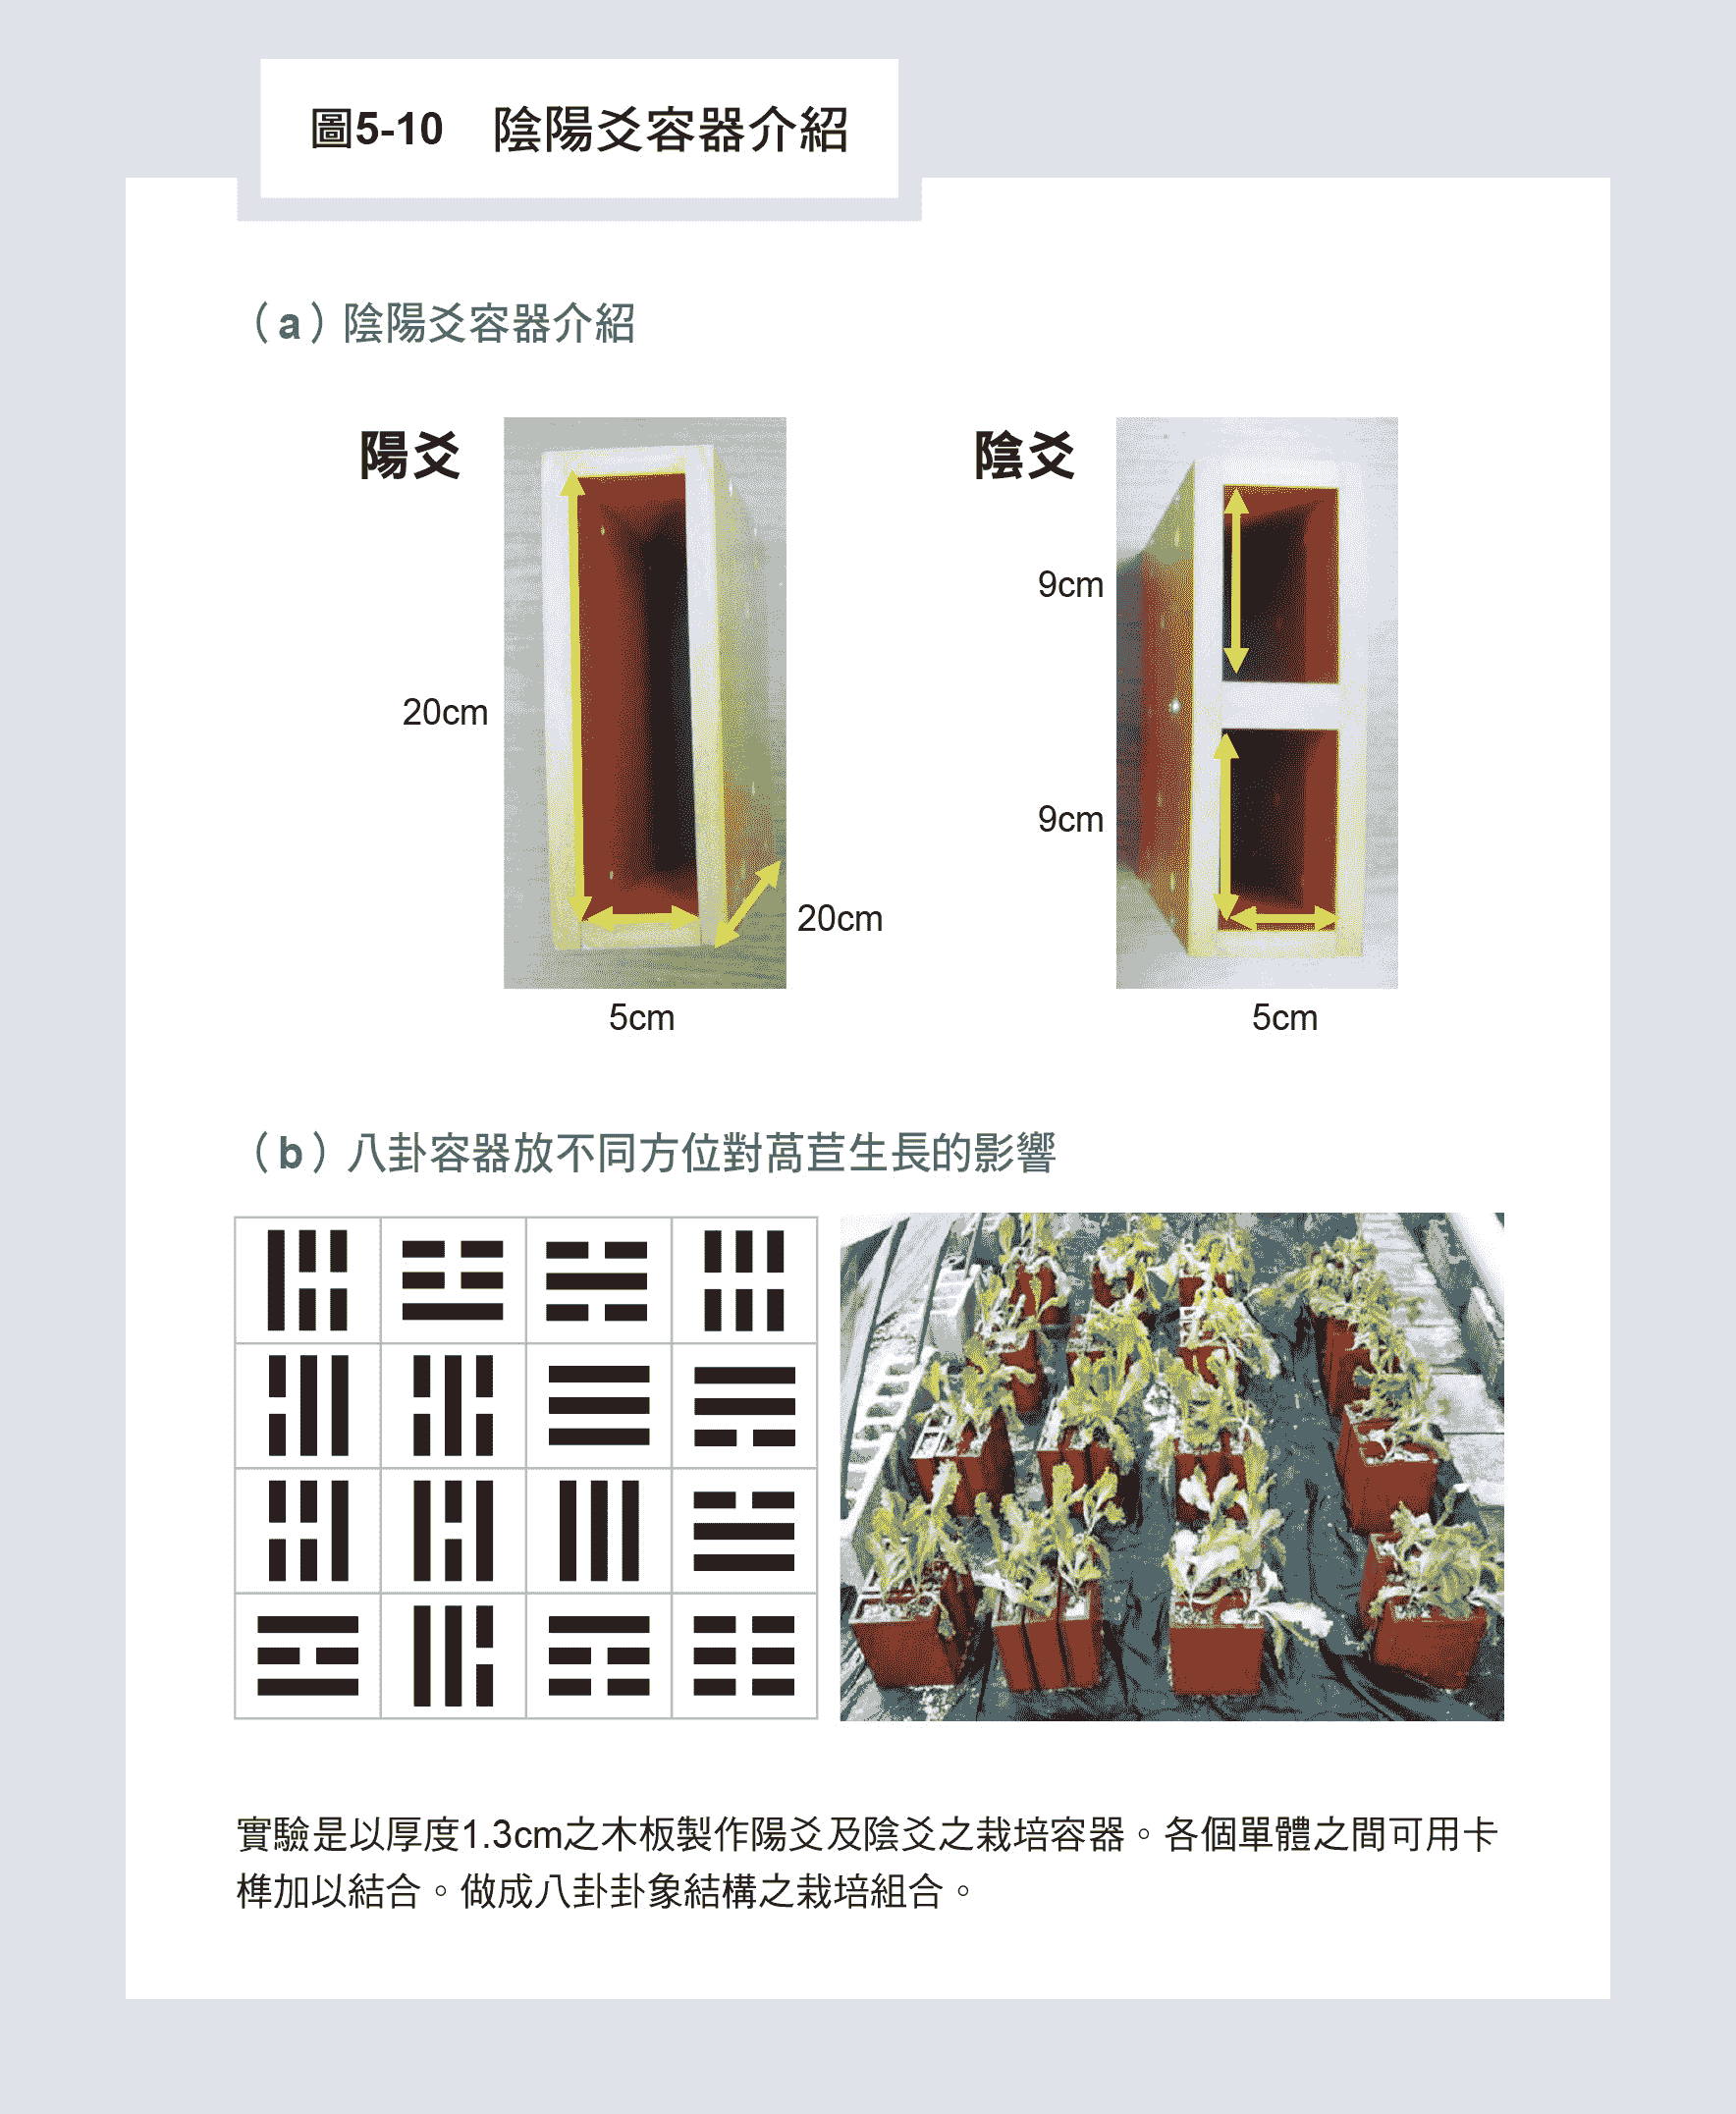 圖5-10 陰陽爻容器介紹
（a）陰陽爻容器介紹
陽爻
20cm
20cm
5cm
陰爻
9cm
9cm
5cm
（b）八卦容器放不同方位對萵苣生長的影響
實驗是以厚度1.3cm之木板製作陽爻及陰爻之栽培容器。各個單體之間可用卡
榫加以結合。做成八卦卦象結構之栽培組合。